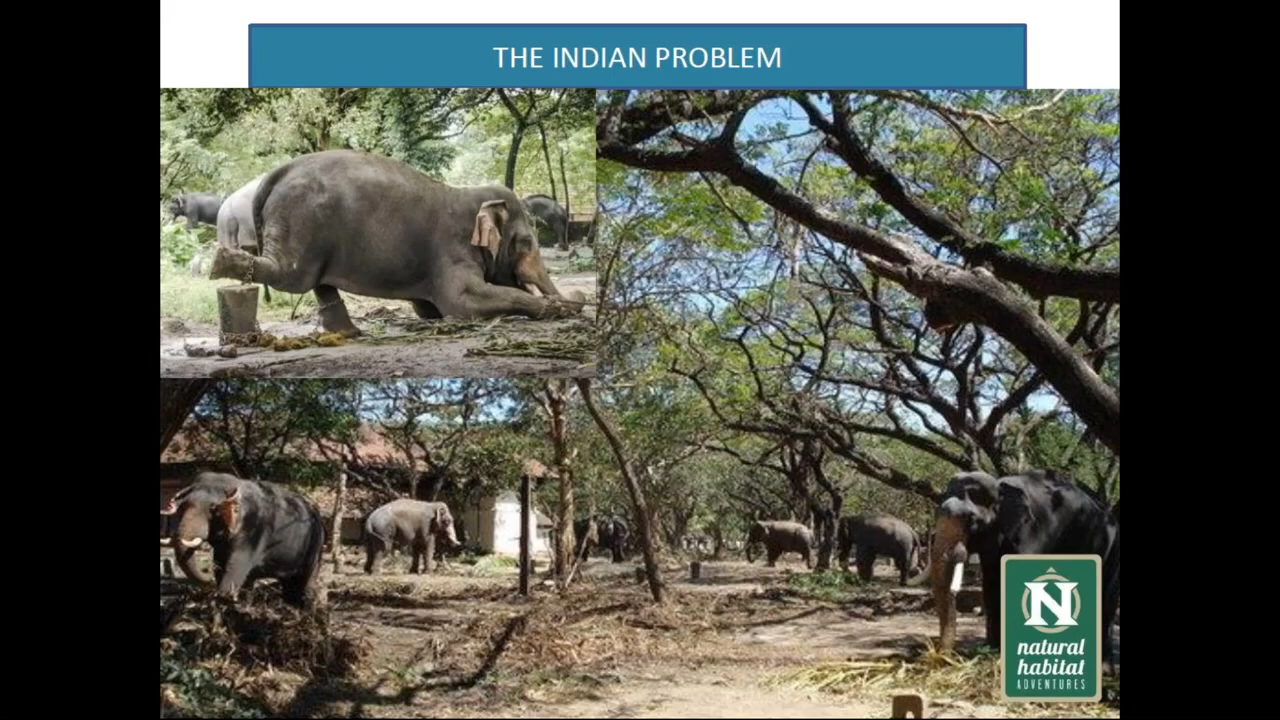 THE INDIAN PROBLEM
N
natural
habitat
ADVENTURES